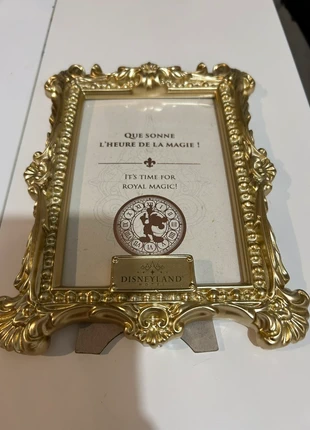 QUE SONNE
L'HEURE DE LA MAGIE !
IT'S TIME FOR
ROYAL MAGIC!
DISNEYLAND